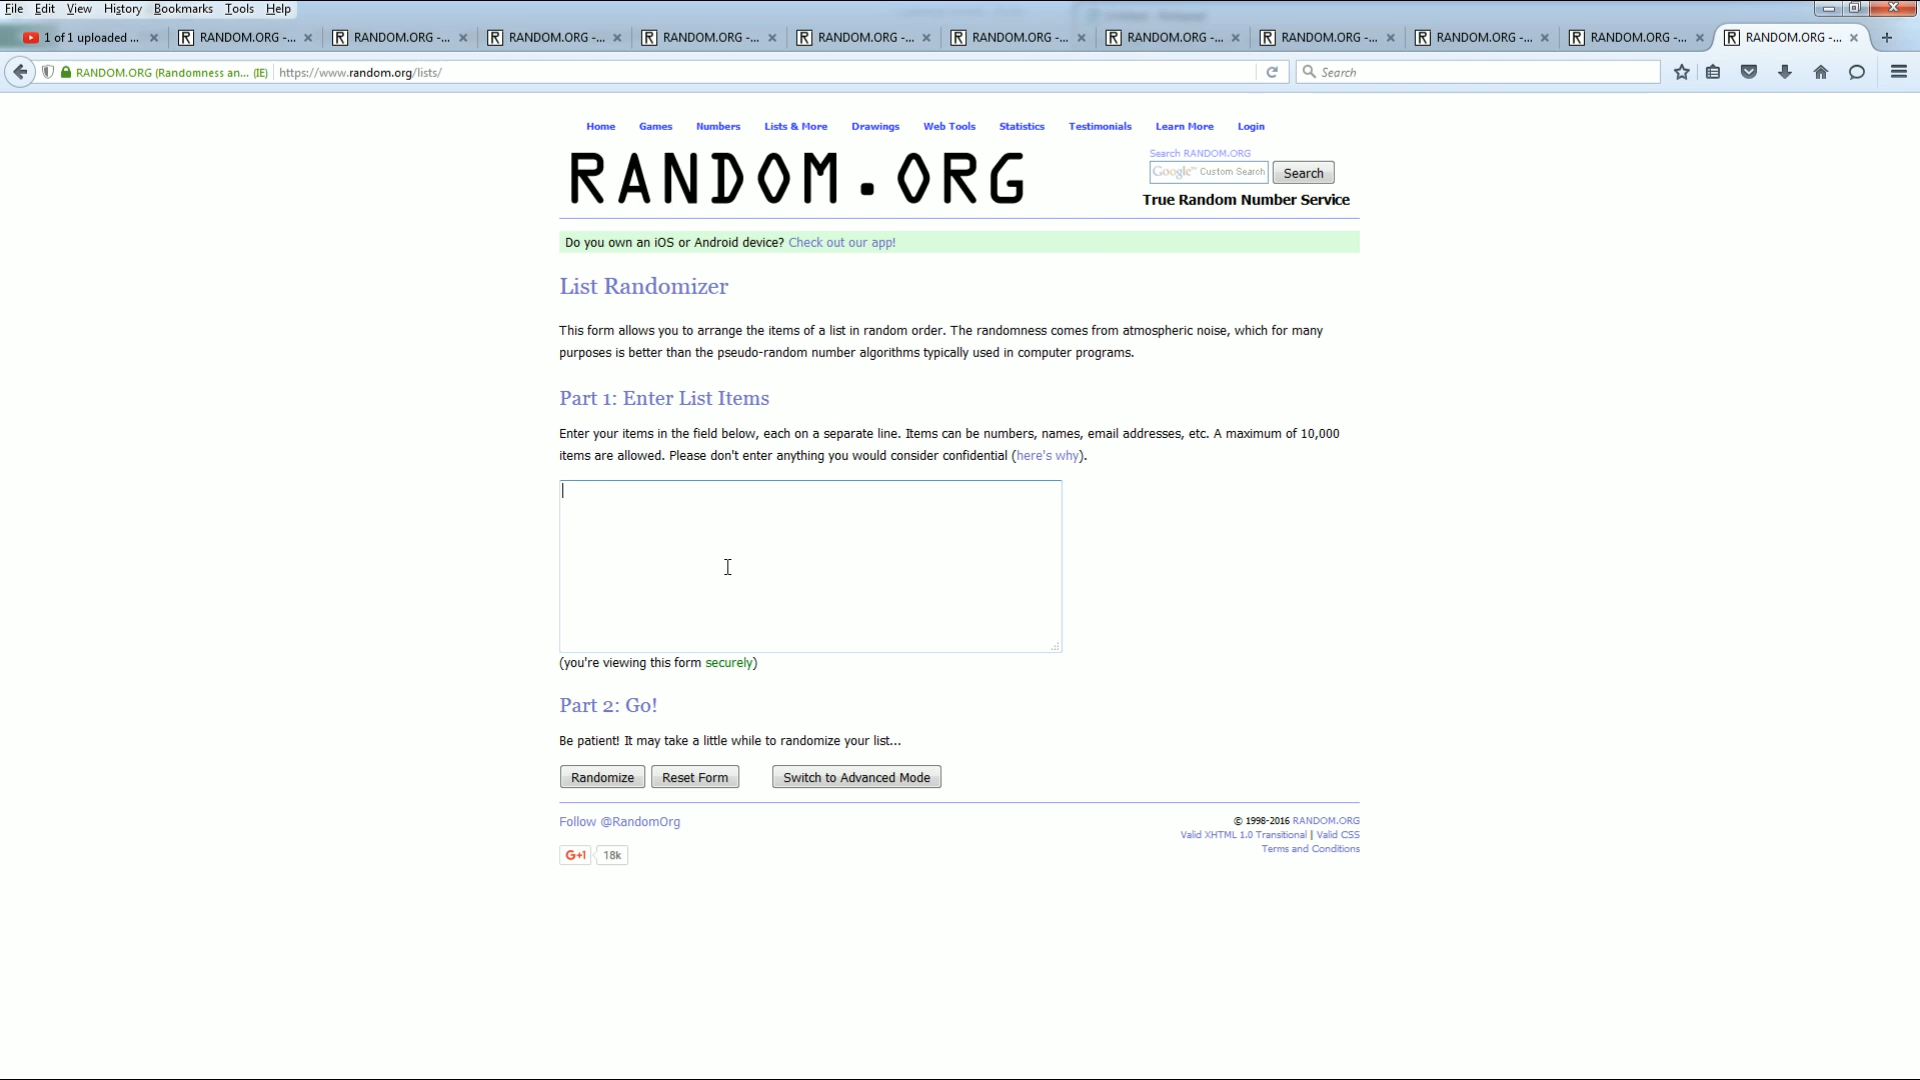 File Edit View History Bookmarks Tools Help
1 of 1 uploaded ... RANDOM.ORG -... RANDOM.ORG -... RANDOM.ORG -... RANDOM.ORG -... RANDOM.ORG -... RANDOM.ORG -... RANDOM.ORG -... RANDOM.ORG -... RANDOM.ORG -... RANDOM.ORG -... RANDOM.ORG -...
RANDOM.ORG (Randomness an... (IE) https://www.random.org/lists/ Search
Home Games Numbers Lists & More Drawings Web Tools Statistics Testimonials Learn More Login
RANDOM.ORG
Search RANDOM.ORG
Google™ Custom Search Search
True Random Number Service
Do you own an iOS or Android device? Check out our app!
List Randomizer
This form allows you to arrange the items of a list in random order. The randomness comes from atmospheric noise, which for many
purposes is better than the pseudo-random number algorithms typically used in computer programs.
Part 1: Enter List Items
Enter your items in the field below, each on a separate line. Items can be numbers, names, email addresses, etc. A maximum of 10,000
items are allowed. Please don't enter anything you would consider confidential (here's why).
(you're viewing this form securely)
Part 2: Go!
Be patient! It may take a little while to randomize your list...
Randomize Reset Form Switch to Advanced Mode
Follow @RandomOrg
G+1 18k
© 1998-2016 RANDOM.ORG
Valid XHTML 1.0 Transitional | Valid CSS
Terms and Conditions